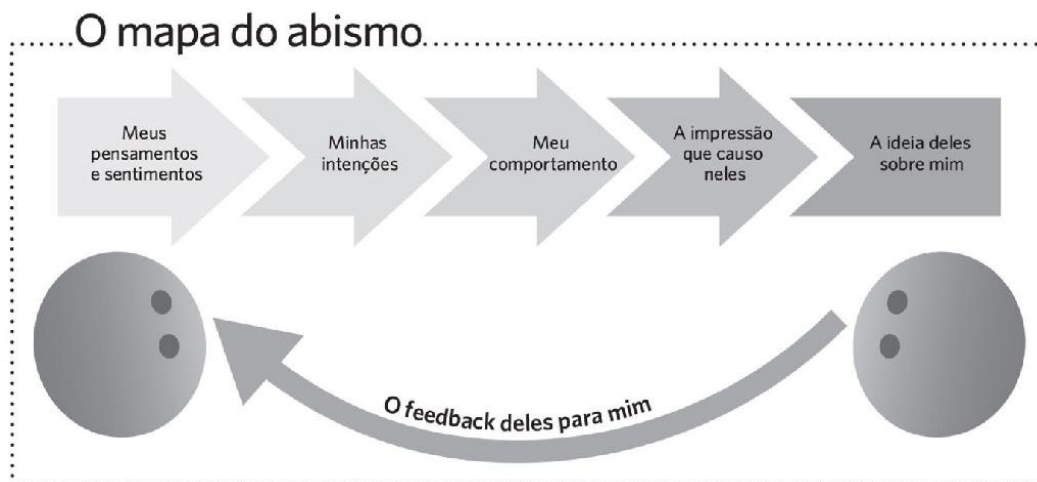 O mapa do abismo
Meus
pensamentos
e sentimentos
Minhas
intenções
Meu
comportamento
A impressão
que causo
neles
A ideia deles
sobre mim
O feedback deles para mim